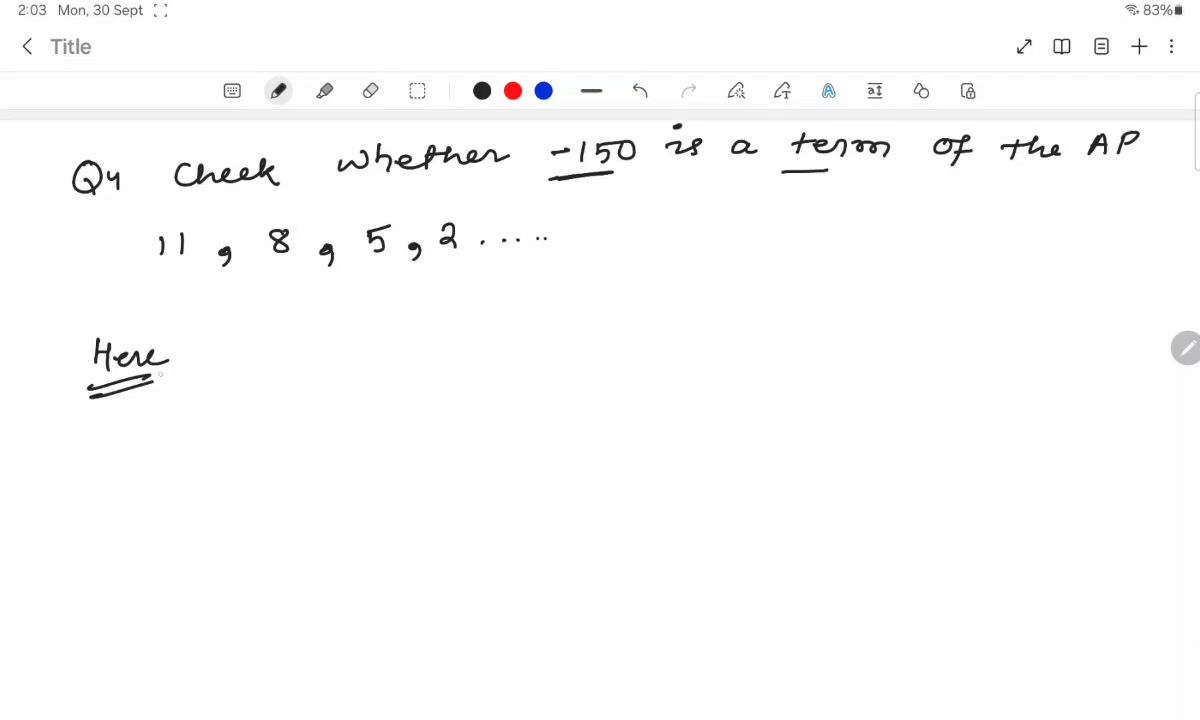 2:03 Mon, 30 Sept
83%
Title
Q4 Check whether -150 is a term of the AP
11, 8, 5, 2 ......
Here